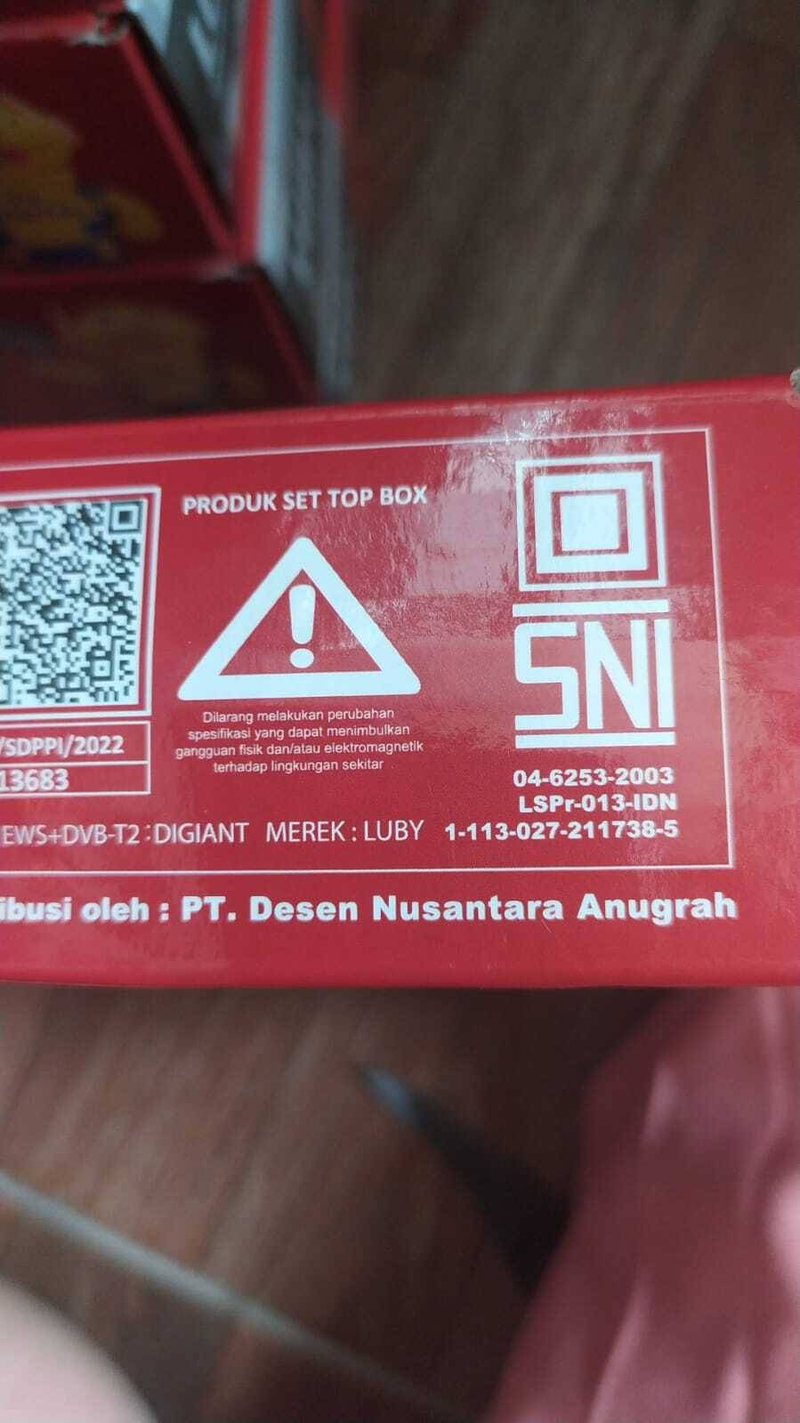 PRODUK SET TOP BOX
Dilarang melakukan perubahan
spesifikasi yang dapat menimbulkan
gangguan fisik dan/atau elektromagnetik
terhadap lingkungan sekitar
/SDPPI/2022
13683
SNI
04-6253-2003
LSPr-013-IDN
1-113-027-211738-5
EWS+DVB-T2 : DIGIANT MEREK : LUBY
ibusi oleh : PT. Desen Nusantara Anugrah